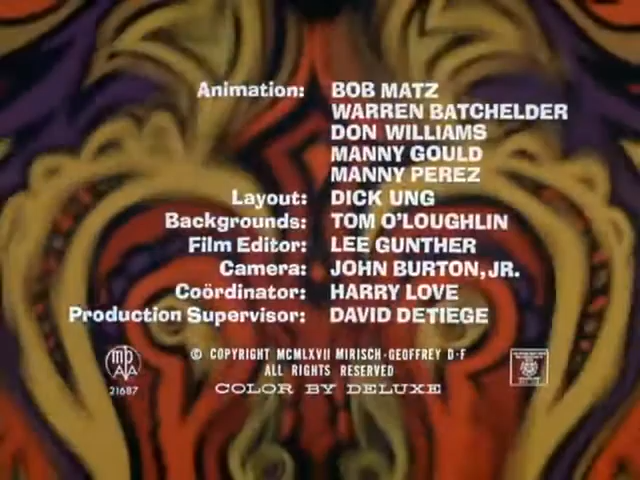 Animation: BOB MATZ
WARREN BATCHELDER
DON WILLIAMS
MANNY GOULD
MANNY PEREZ
Layout: DICK UNG
Backgrounds: TOM O'LOUGHLIN
Film Editor: LEE GUNTHER
Camera: JOHN BURTON, JR.
Coördinator: HARRY LOVE
Production Supervisor: DAVID DETIEGE
© COPYRIGHT MCMLXVII MIRISCH-GEOFFREY D-F
ALL RIGHTS RESERVED
COLOR BY DELUXE
MPAA
21687